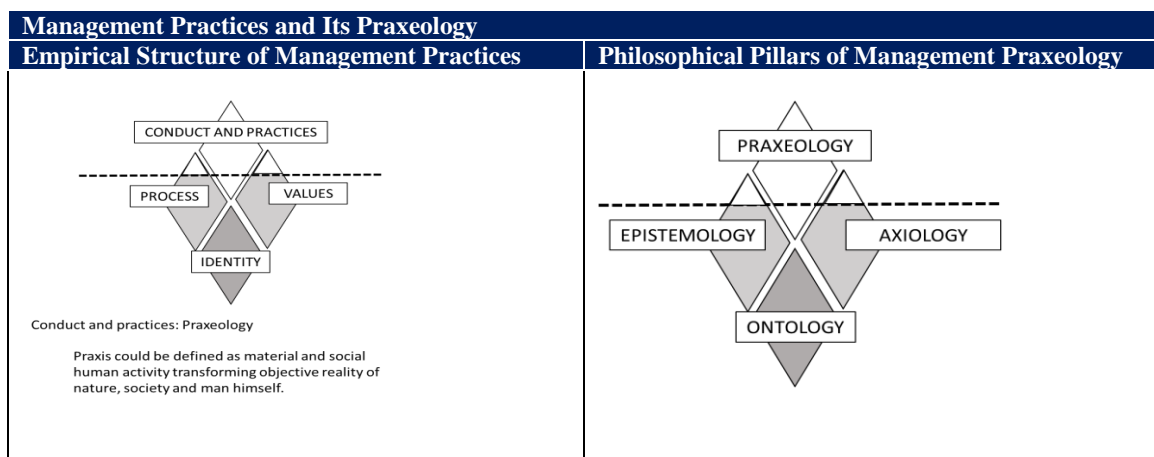 Management Practices and Its Praxeology
Empirical Structure of Management Practices
CONDUCT AND PRACTICES
PROCESS
VALUES
IDENTITY
Conduct and practices: Praxeology
Praxis could be defined as material and social
human activity transforming objective reality of
nature, society and man himself.
Philosophical Pillars of Management Praxeology
PRAXEOLOGY
EPISTEMOLOGY
AXIOLOGY
ONTOLOGY